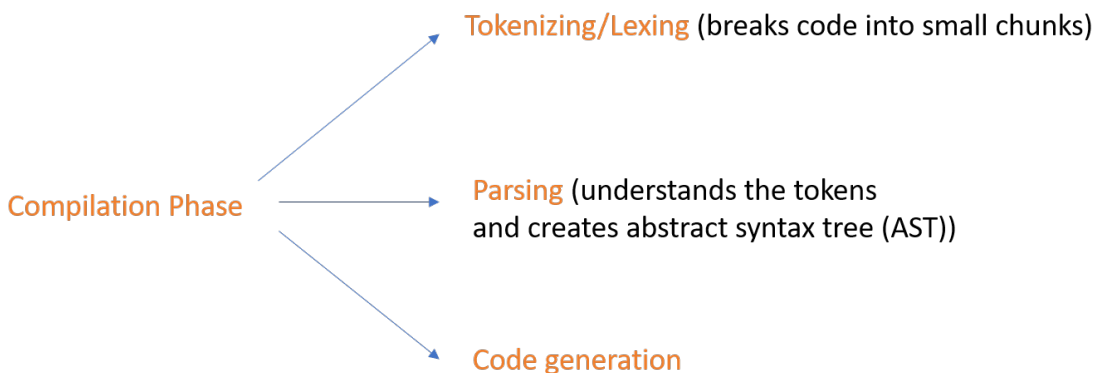 Tokenizing/Lexing (breaks code into small chunks)
Compilation Phase
Parsing (understands the tokens
and creates abstract syntax tree (AST))
Code generation